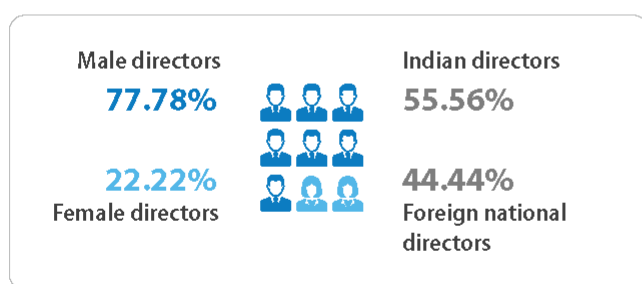 Male directors
77.78%
22.22%
Female directors
Indian directors
55.56%
44.44%
Foreign national
directors